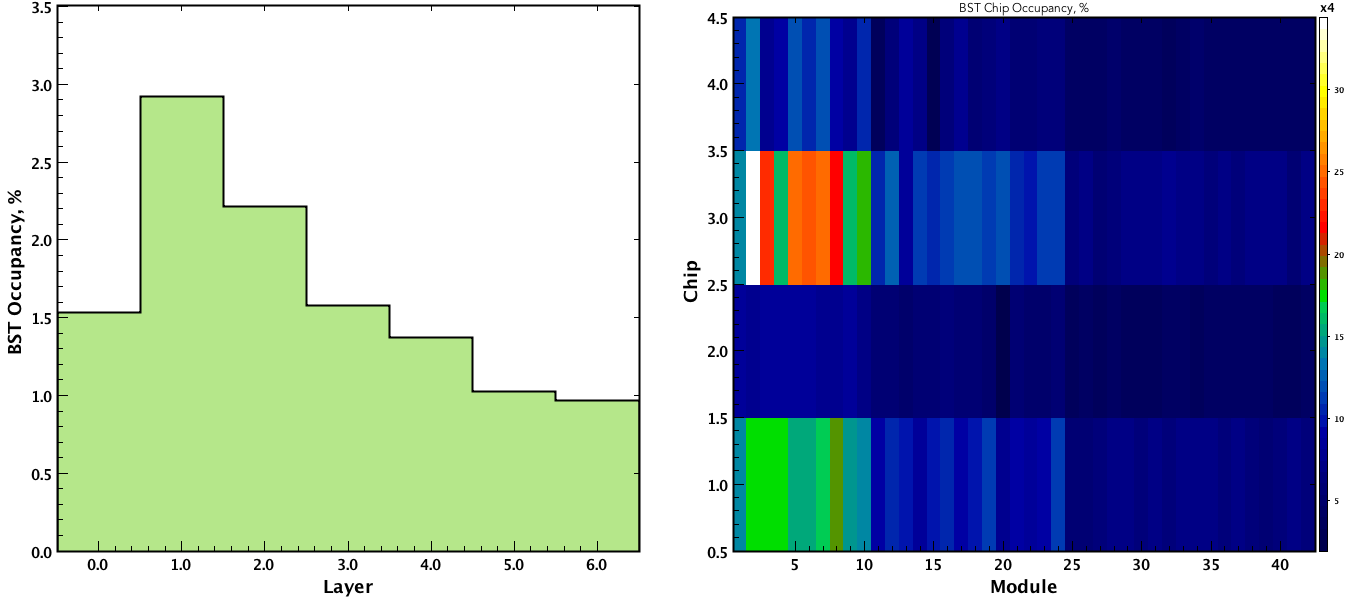 3.5
3.0
2.5
2.0
1.5
1.0
0.5
0.0
BST Occupancy, %
0.0 1.0 2.0 3.0 4.0 5.0 6.0
Layer
BST Chip Occupancy, %
x4
4.5
4.0
3.5
3.0
2.5
2.0
1.5
1.0
0.5
Chip
5 10 15 20 25 30 35 40
Module
30
25
20
15
10
5